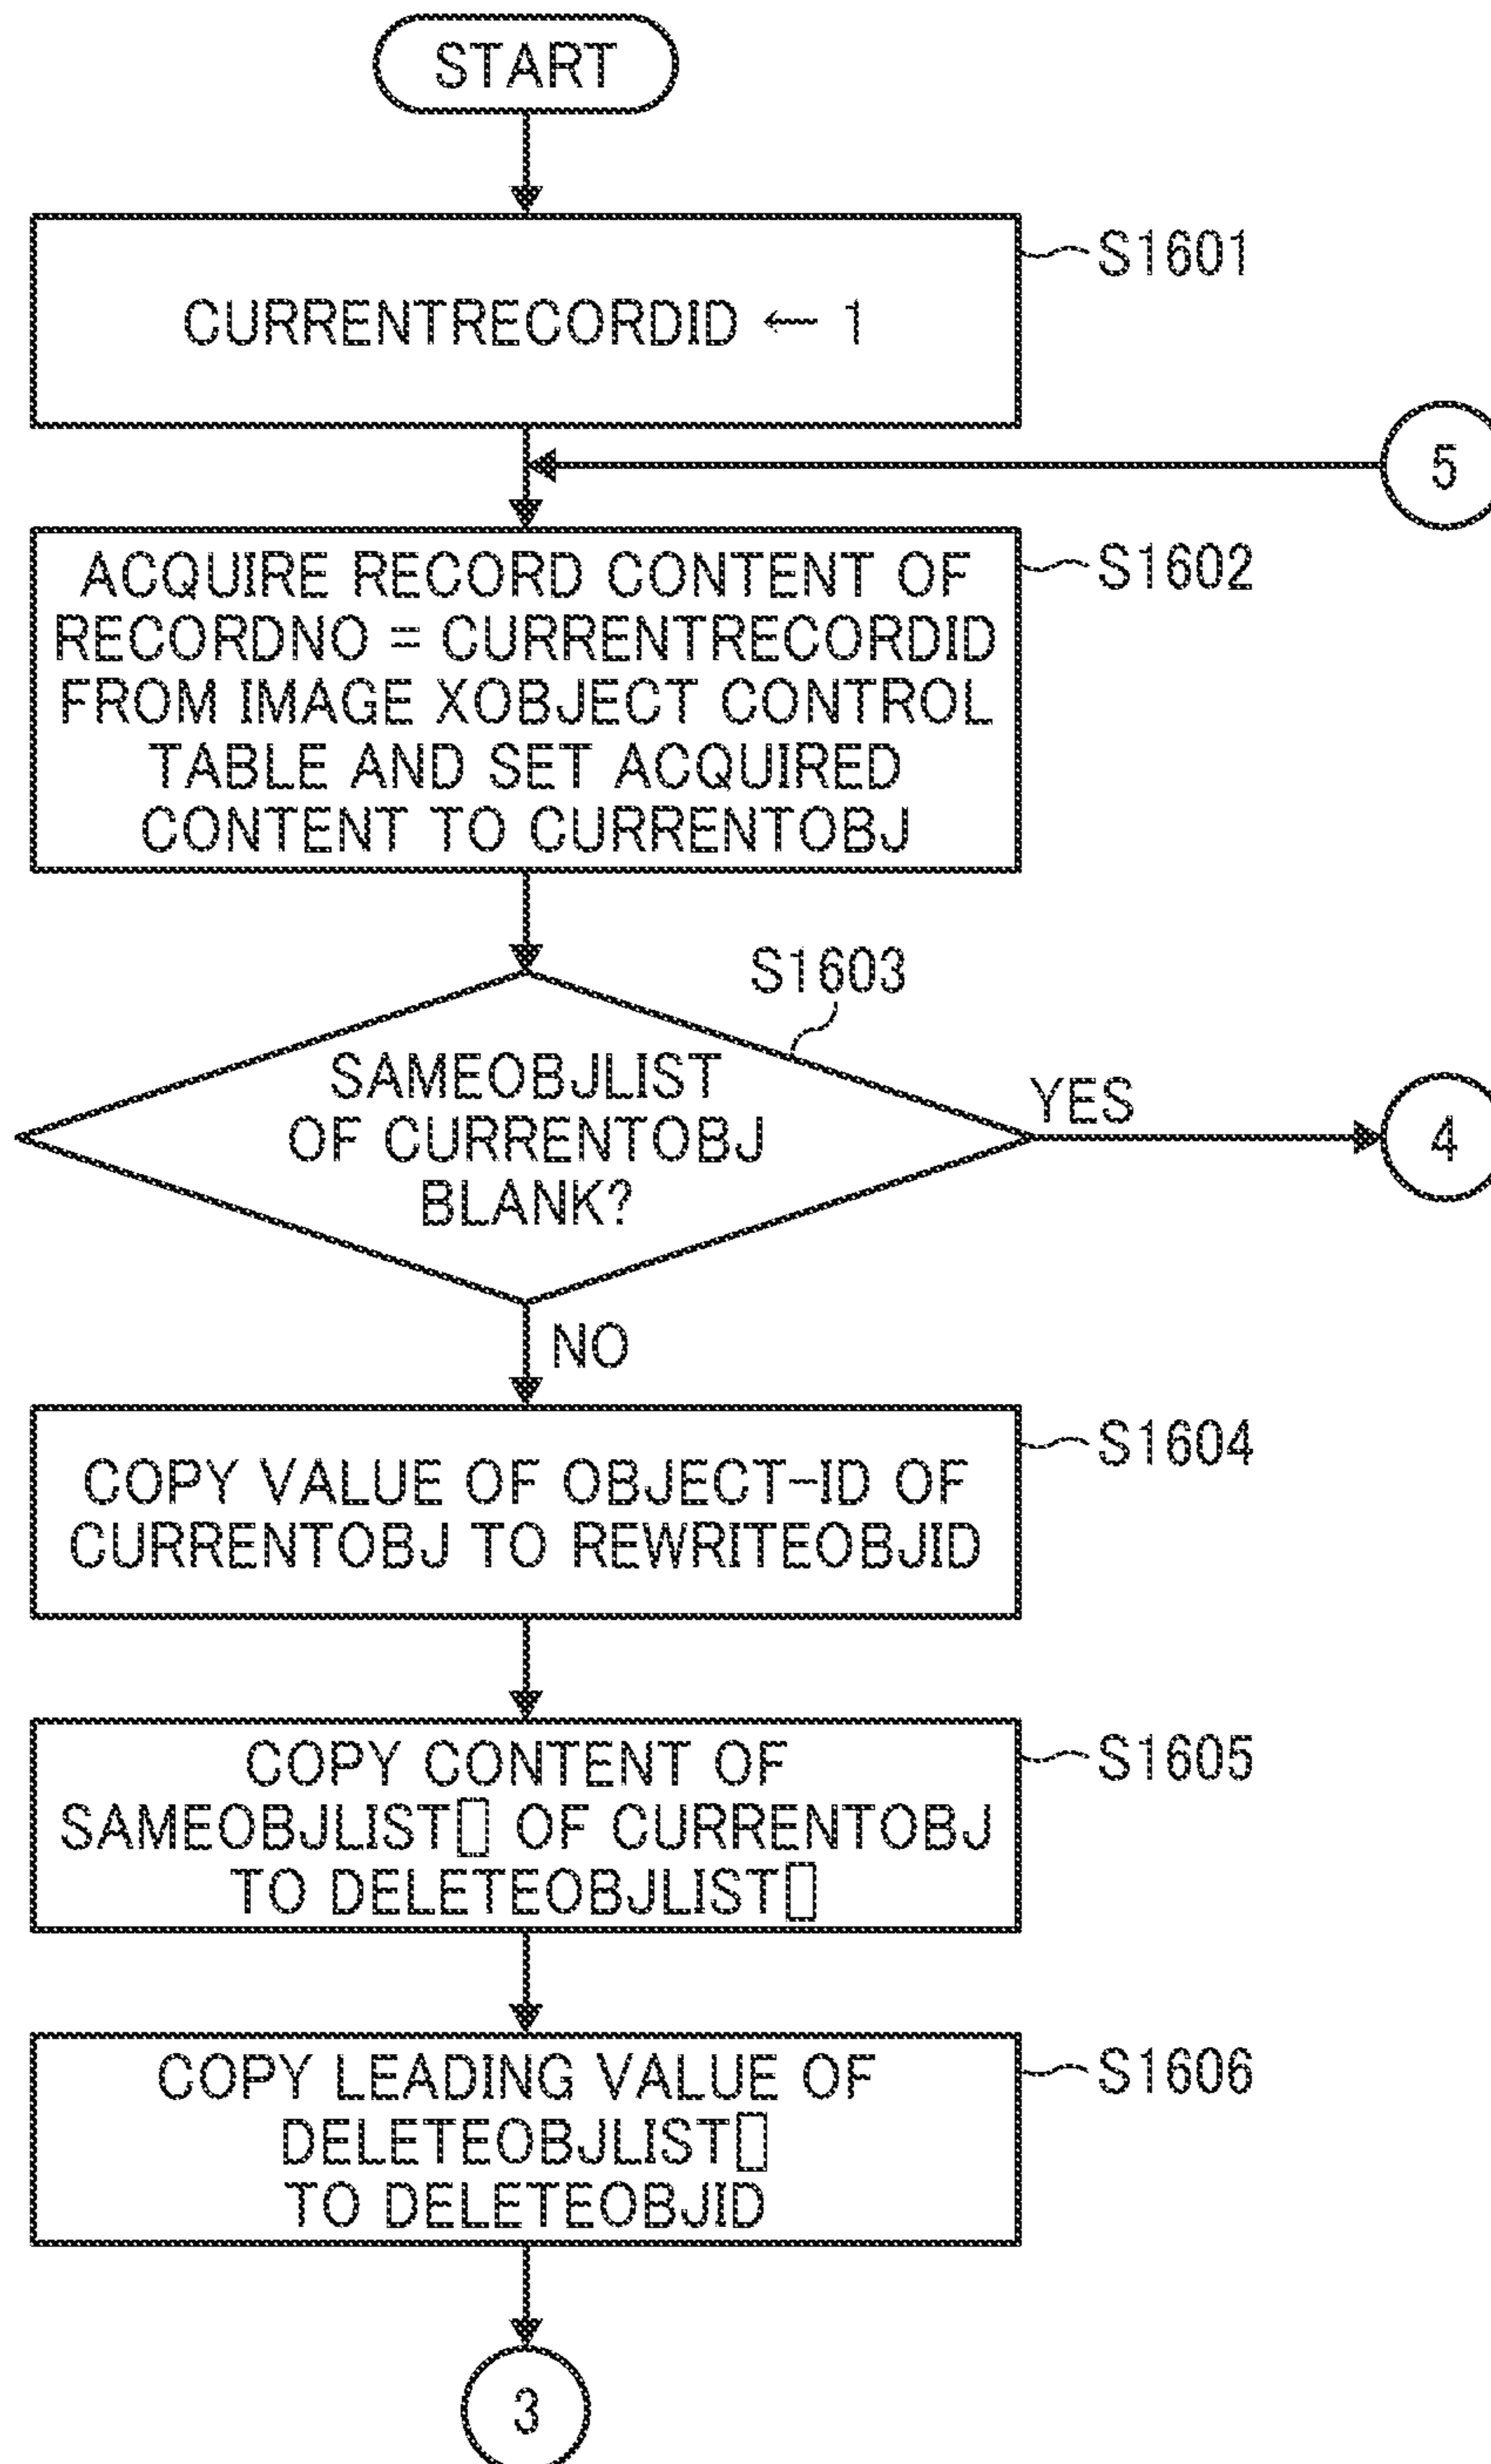 START
CURRENTRECORDID ← 1
S1601
5
ACQUIRE RECORD CONTENT OF
RECORDNO = CURRENTRECORDID
FROM IMAGE XOBJECT CONTROL
TABLE AND SET ACQUIRED
CONTENT TO CURRENTOBJ
S1602
S1603
SAMEOBJLIST
OF CURRENTOBJ
BLANK?
YES
4
NO
COPY VALUE OF OBJECT-ID OF
CURRENTOBJ TO REWRITEOBJID
S1604
COPY CONTENT OF
SAMEOBJLIST[] OF CURRENTOBJ
TO DELETEOBJLIST[]
S1605
COPY LEADING VALUE OF
DELETEOBJLIST[]
TO DELETEOBJID
S1606
3